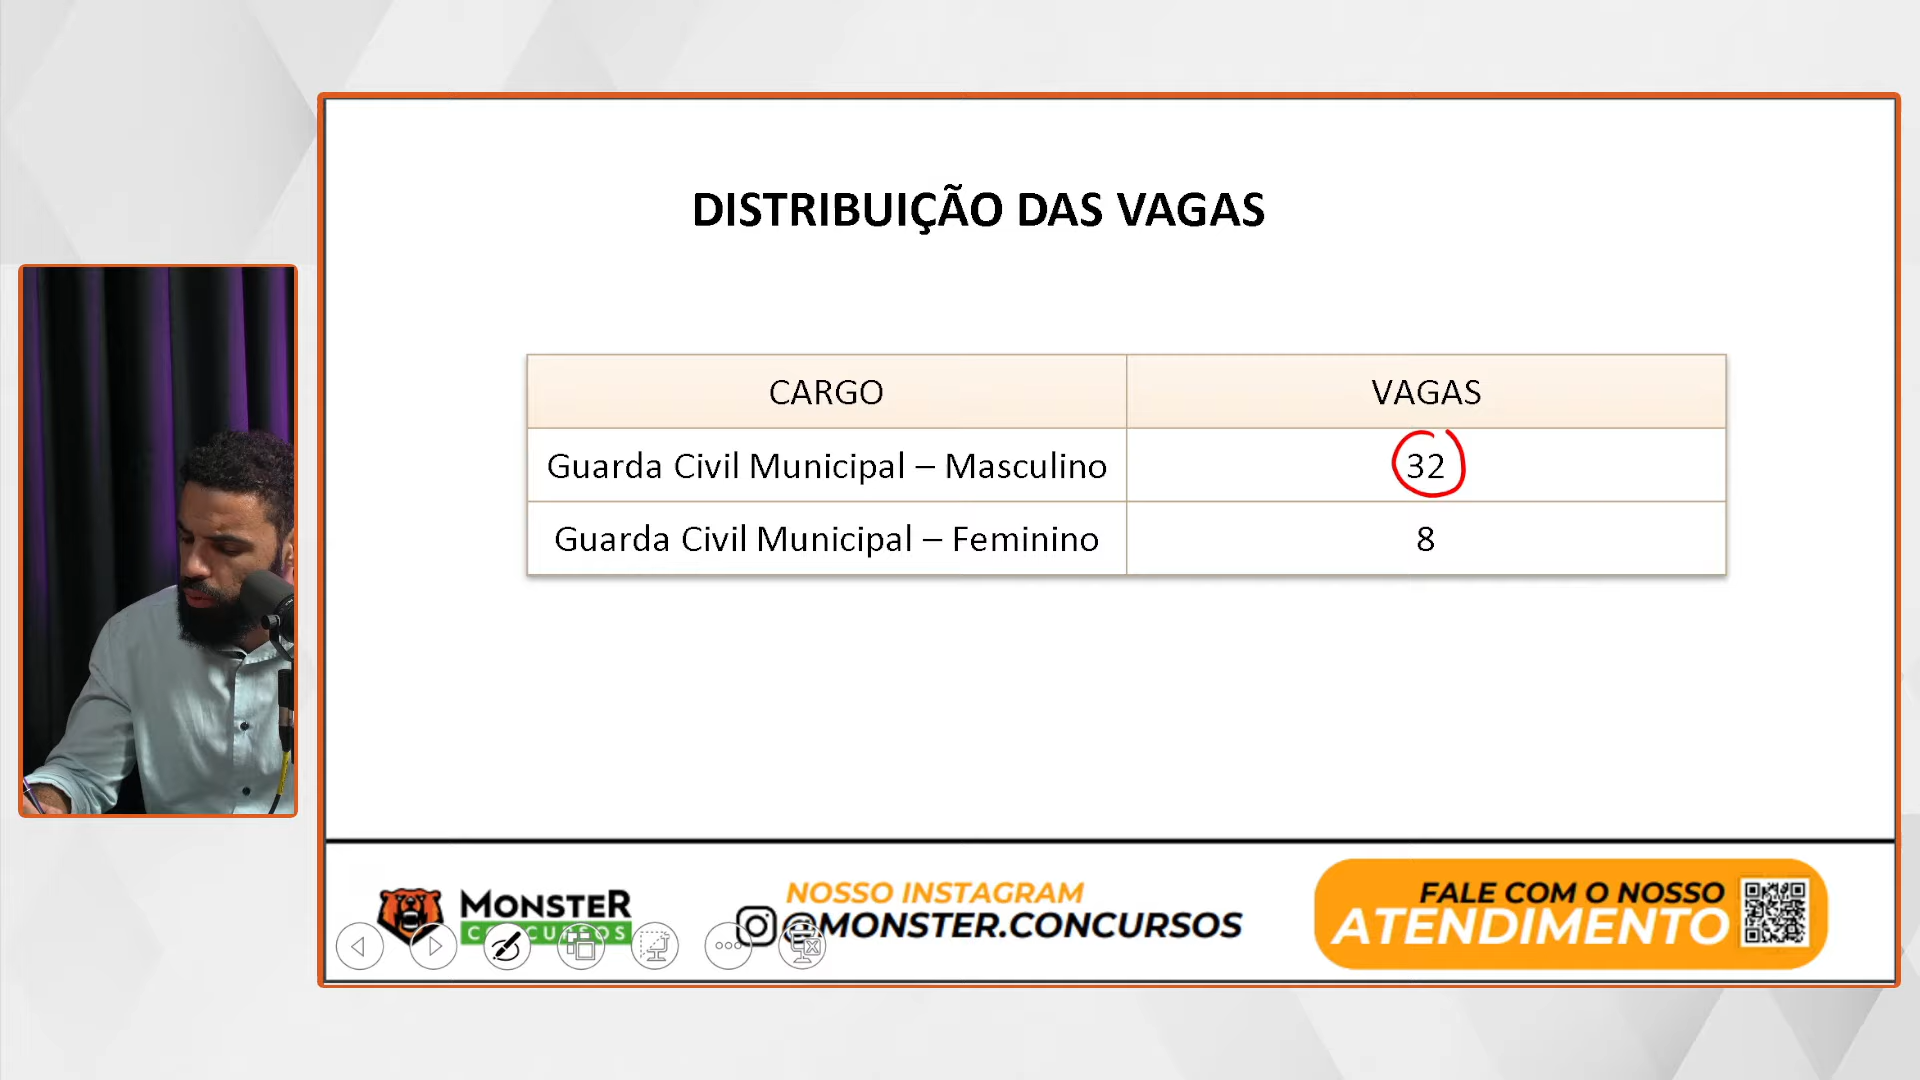 DISTRIBUIÇÃO DAS VAGAS
CARGO VAGAS
Guarda Civil Municipal – Masculino 32
Guarda Civil Municipal – Feminino 8
MONSTER
CONCURSOS
NOSSO INSTAGRAM
@MONSTER.CONCURSOS
FALE COM O NOSSO
ATENDIMENTO